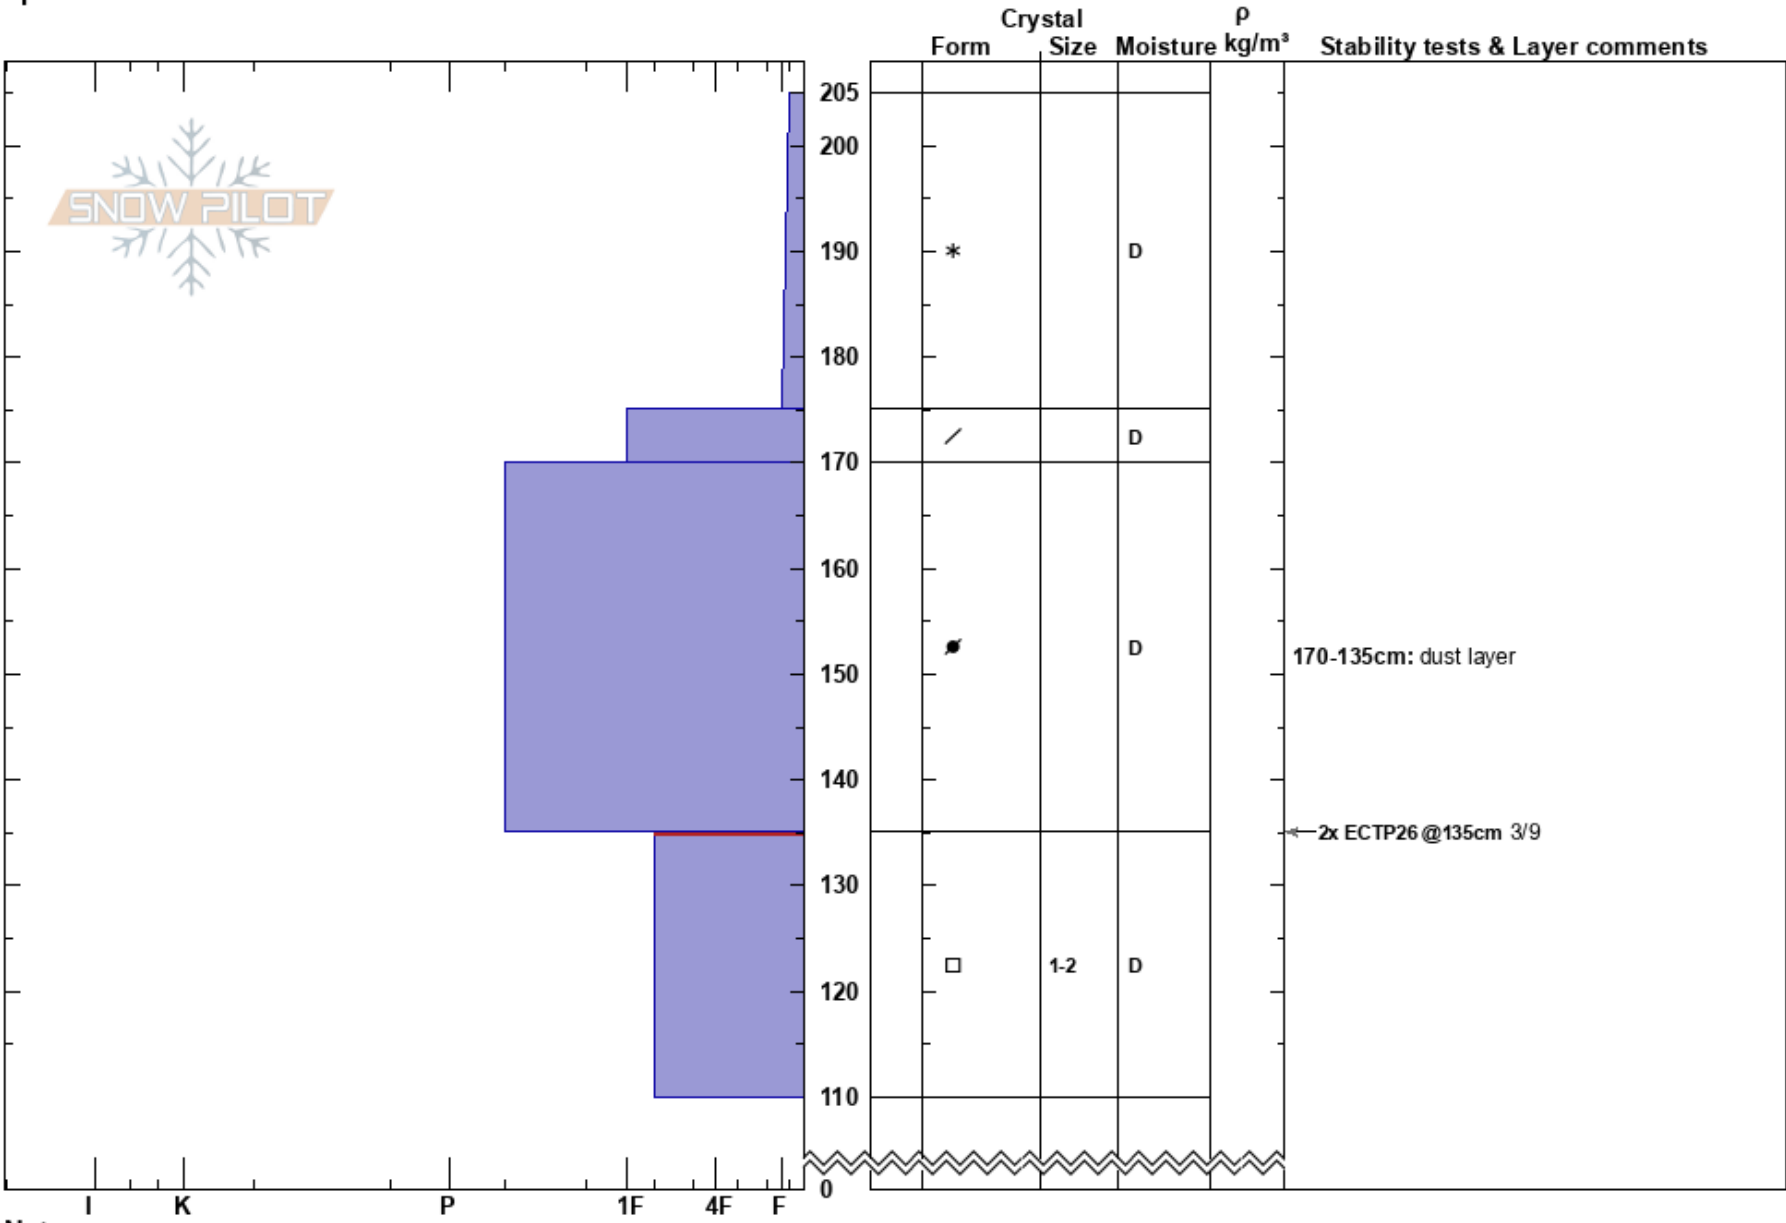 Crystal ρ
Form Size Moisture kg/m³ Stability tests & Layer comments
205
200
SNOW PILOT
190 D
180
D
170
160
D
170-135cm: dust layer
150
140
2x ECTP26 @135cm 3/9
130
1-2 D
120
110
0
I K P 1F 4F F